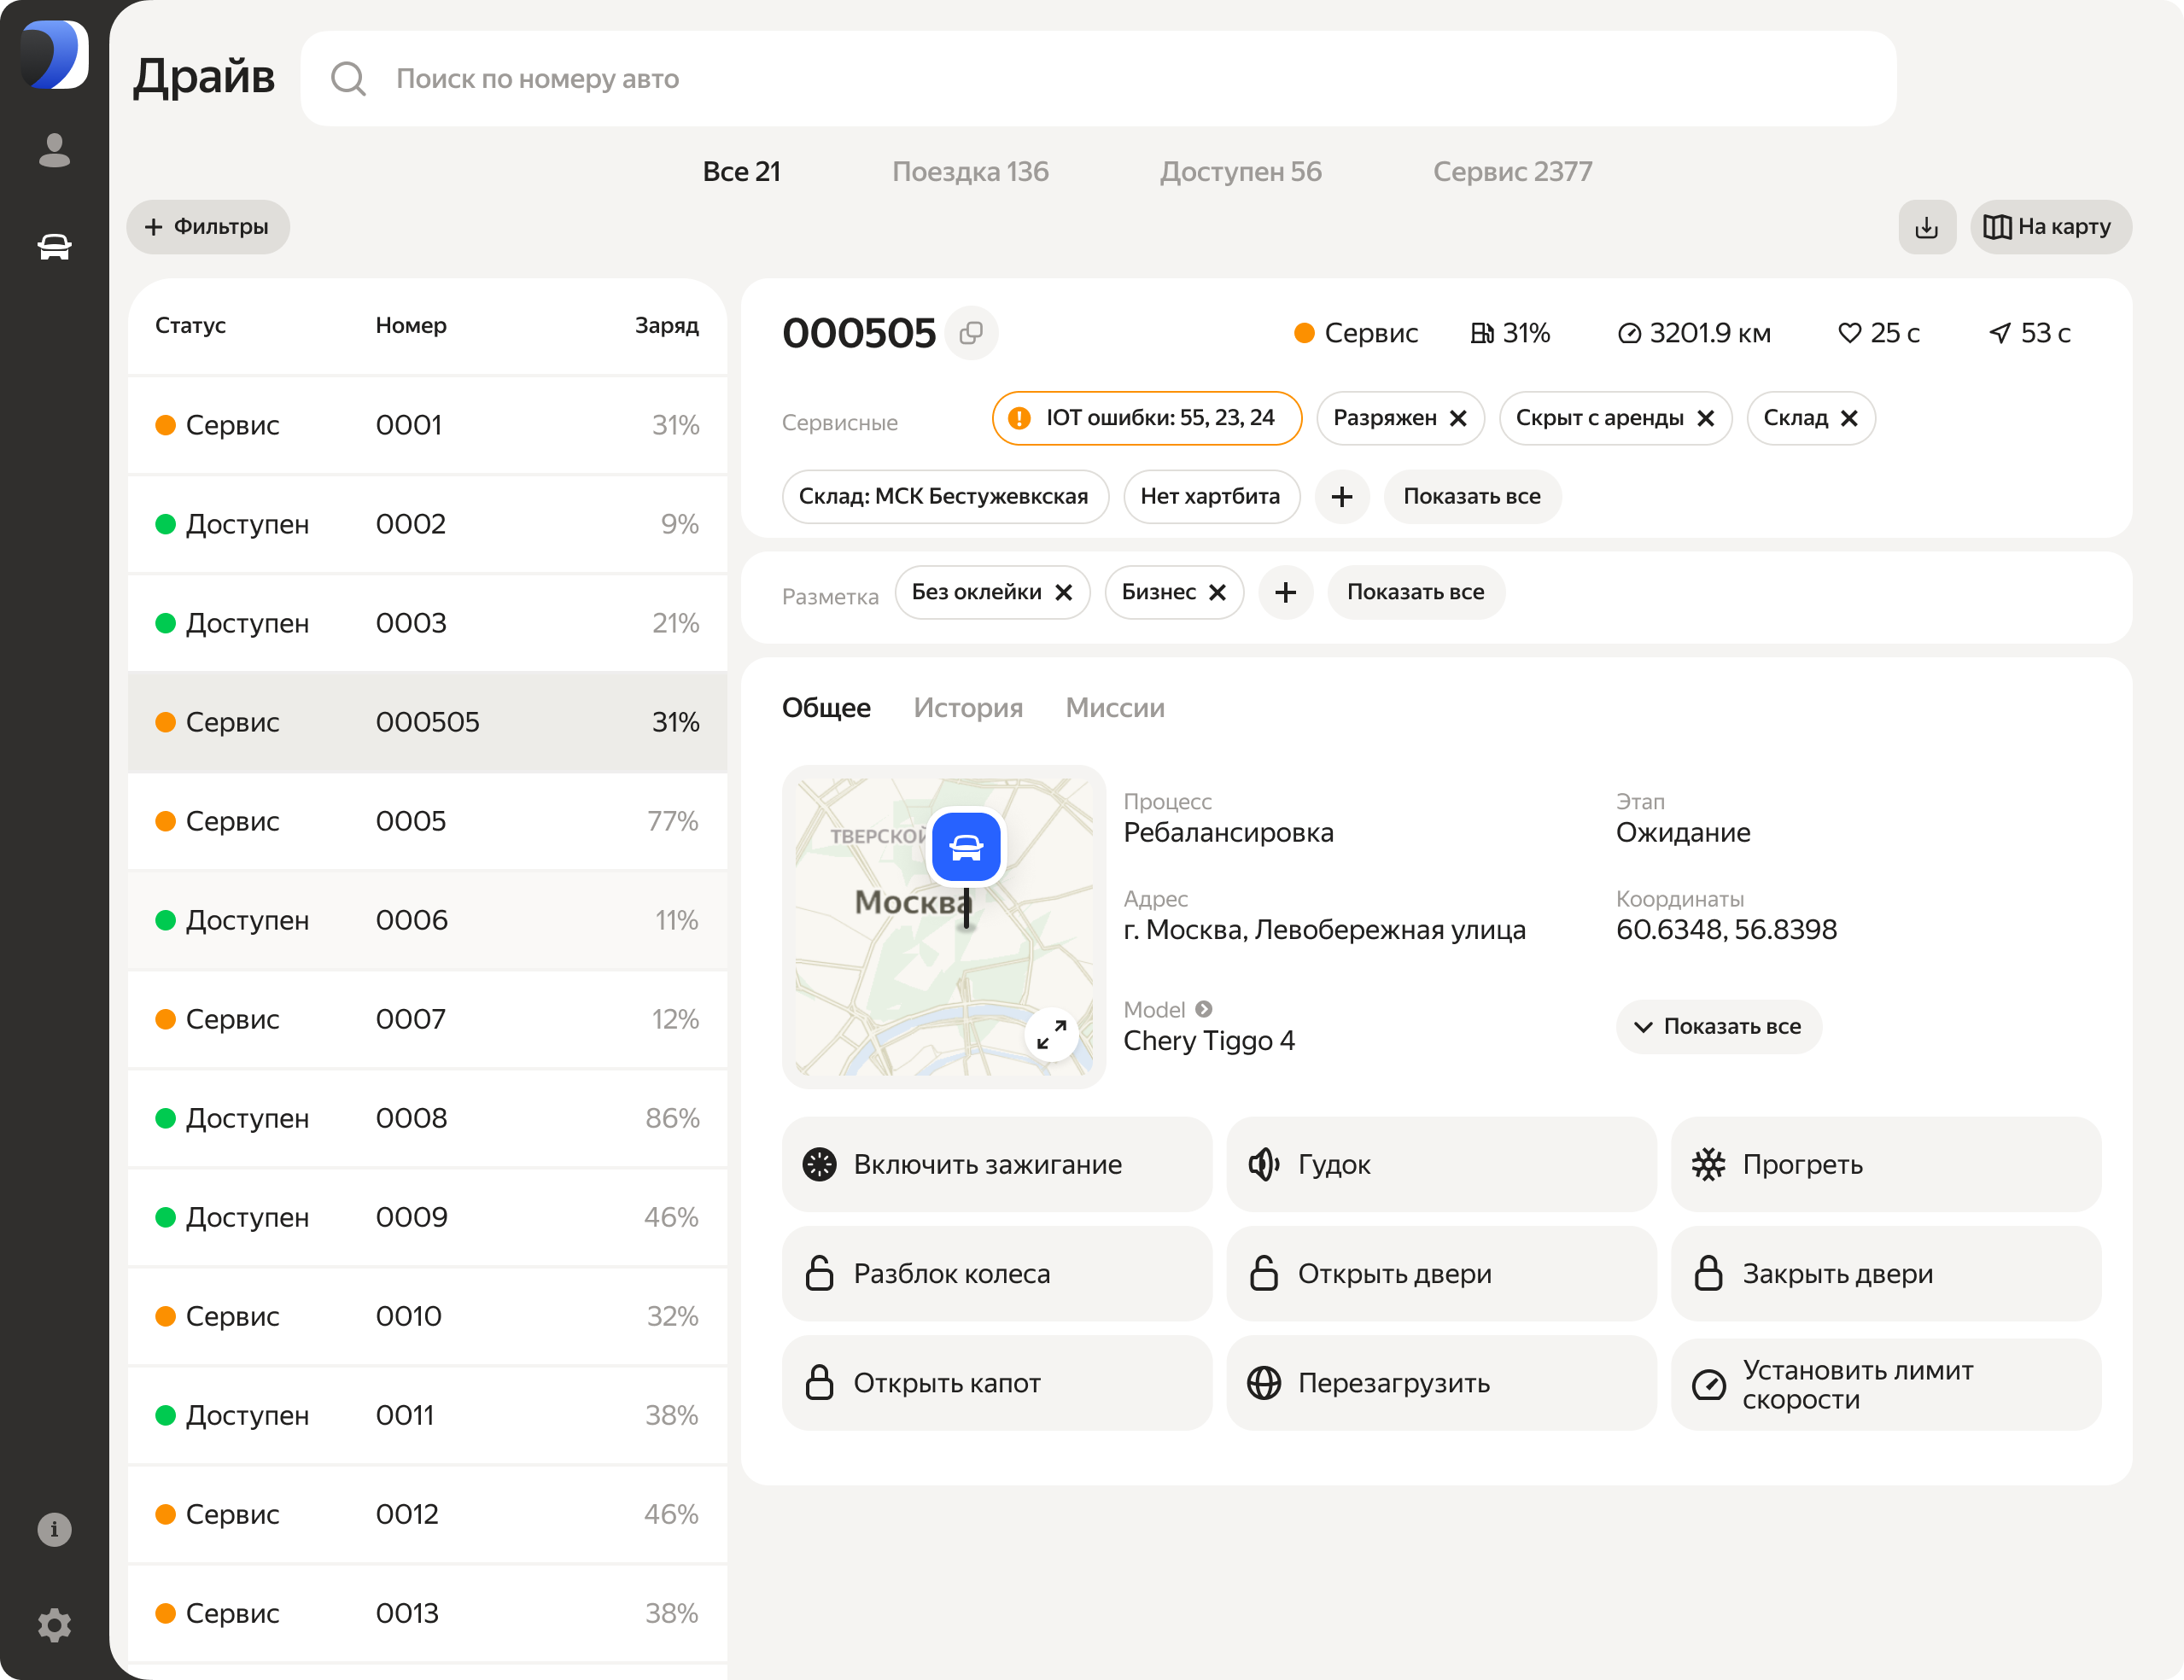 Драйв
Поиск по номеру авто
Все 21
Поездка 136
Доступен 56
Сервис 2377
Фильтры
На карту
Статус Номер Заряд
Сервис 0001 31%
Доступен 0002 9%
Доступен 0003 21%
Сервис 000505 31%
Сервис 0005 77%
Доступен 0006 11%
Сервис 0007 12%
Доступен 0008 86%
Доступен 0009 46%
Сервис 0010 32%
Доступен 0011 38%
Сервис 0012 46%
Сервис 0013 38%
000505
Сервис
31%
3201.9 км
25 с
53 с
Сервисные
IOT ошибки: 55, 23, 24
Разряжен
Скрыт с аренды
Склад
Склад: МСК Бестужевкская
Нет хартбита
Показать все
Разметка
Без оклейки
Бизнес
Показать все
Общее
История
Миссии
ТВЕРСКОЙ
Москва
Процесс
Ребалансировка
Этап
Ожидание
Адрес
г. Москва, Левобережная улица
Координаты
60.6348, 56.8398
Model
Chery Tiggo 4
Показать все
Включить зажигание
Гудок
Прогреть
Разблок колеса
Открыть двери
Закрыть двери
Открыть капот
Перезагрузить
Установить лимит
скорости